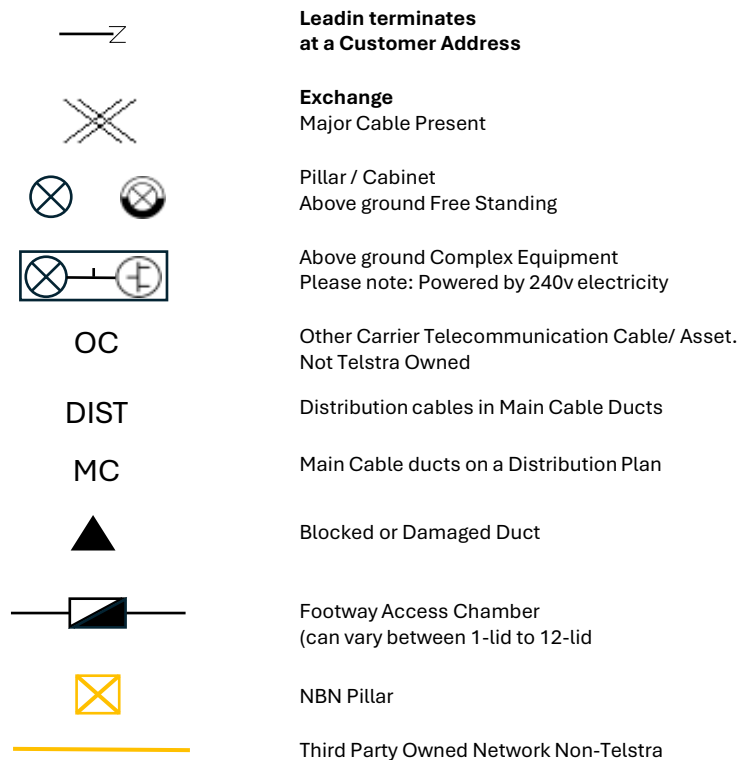 Leadin terminates
at a Customer Address
Exchange
Major Cable Present
Pillar / Cabinet
Above ground Free Standing
Above ground Complex Equipment
Please note: Powered by 240v electricity
OC
Other Carrier Telecommunication Cable/ Asset.
Not Telstra Owned
DIST
Distribution cables in Main Cable Ducts
MC
Main Cable ducts on a Distribution Plan
Blocked or Damaged Duct
Footway Access Chamber
(can vary between 1-lid to 12-lid
NBN Pillar
Third Party Owned Network Non-Telstra